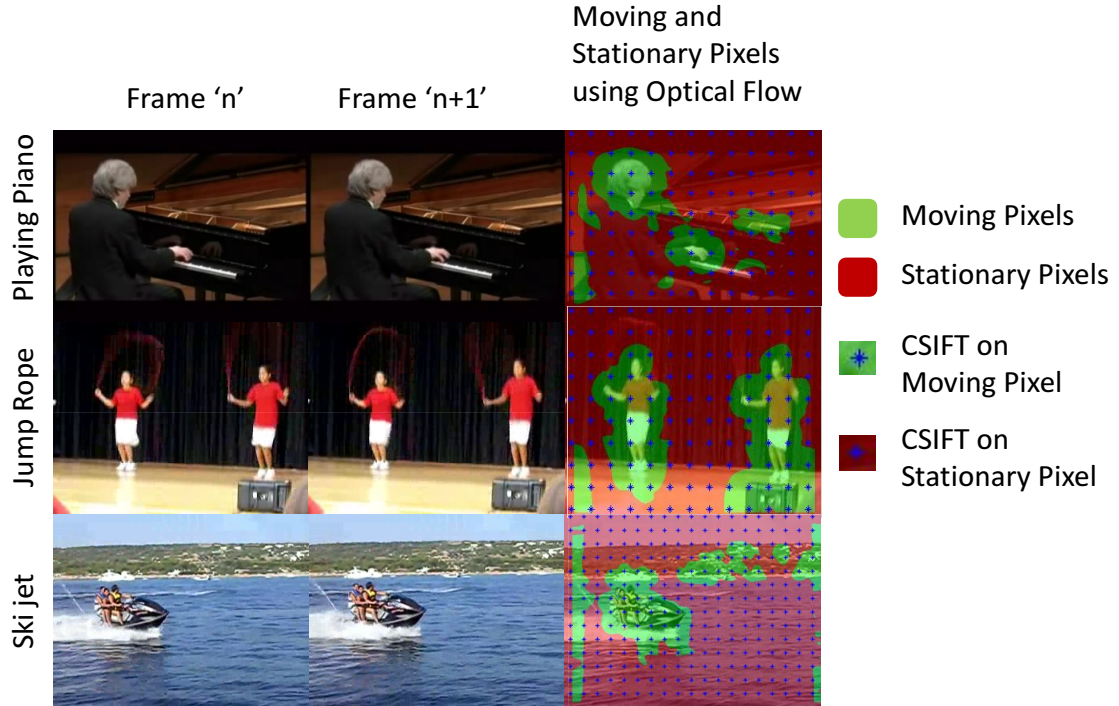 Moving and
Stationary Pixels
using Optical Flow
Frame ‘n’
Frame ‘n+1’
Playing Piano
Jump Rope
Ski jet
Moving Pixels
Stationary Pixels
CSIFT on
Moving Pixel
CSIFT on
Stationary Pixel